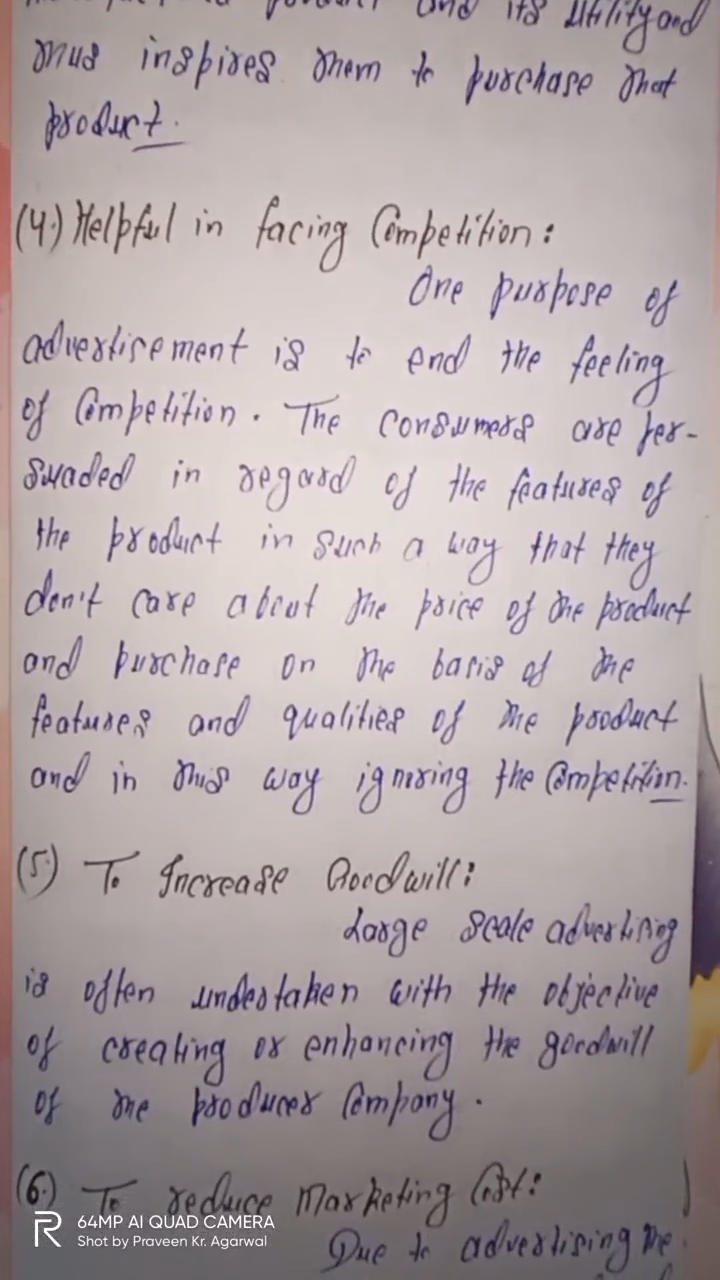 product and its utility and
thus inspires them to purchase that
product.
(4.) Helpful in facing Competition:
One purpose of
advertisement is to end the feeling
of Competition. The consumers are per-
suaded in regard of the features of
the product in such a way that they
don't care about the price of the product
and purchase on the basis of the
features and qualities of the product
and in this way ignoring the Competition.
(5.) To Increase Goodwill:
Large scale advertising
is often undertaken with the objective
of creating or enhancing the goodwill
of the producer Company.
(6.) To reduce Marketing Cost:
Due to advertising the
64MP AI QUAD CAMERA
Shot by Praveen Kr. Agarwal